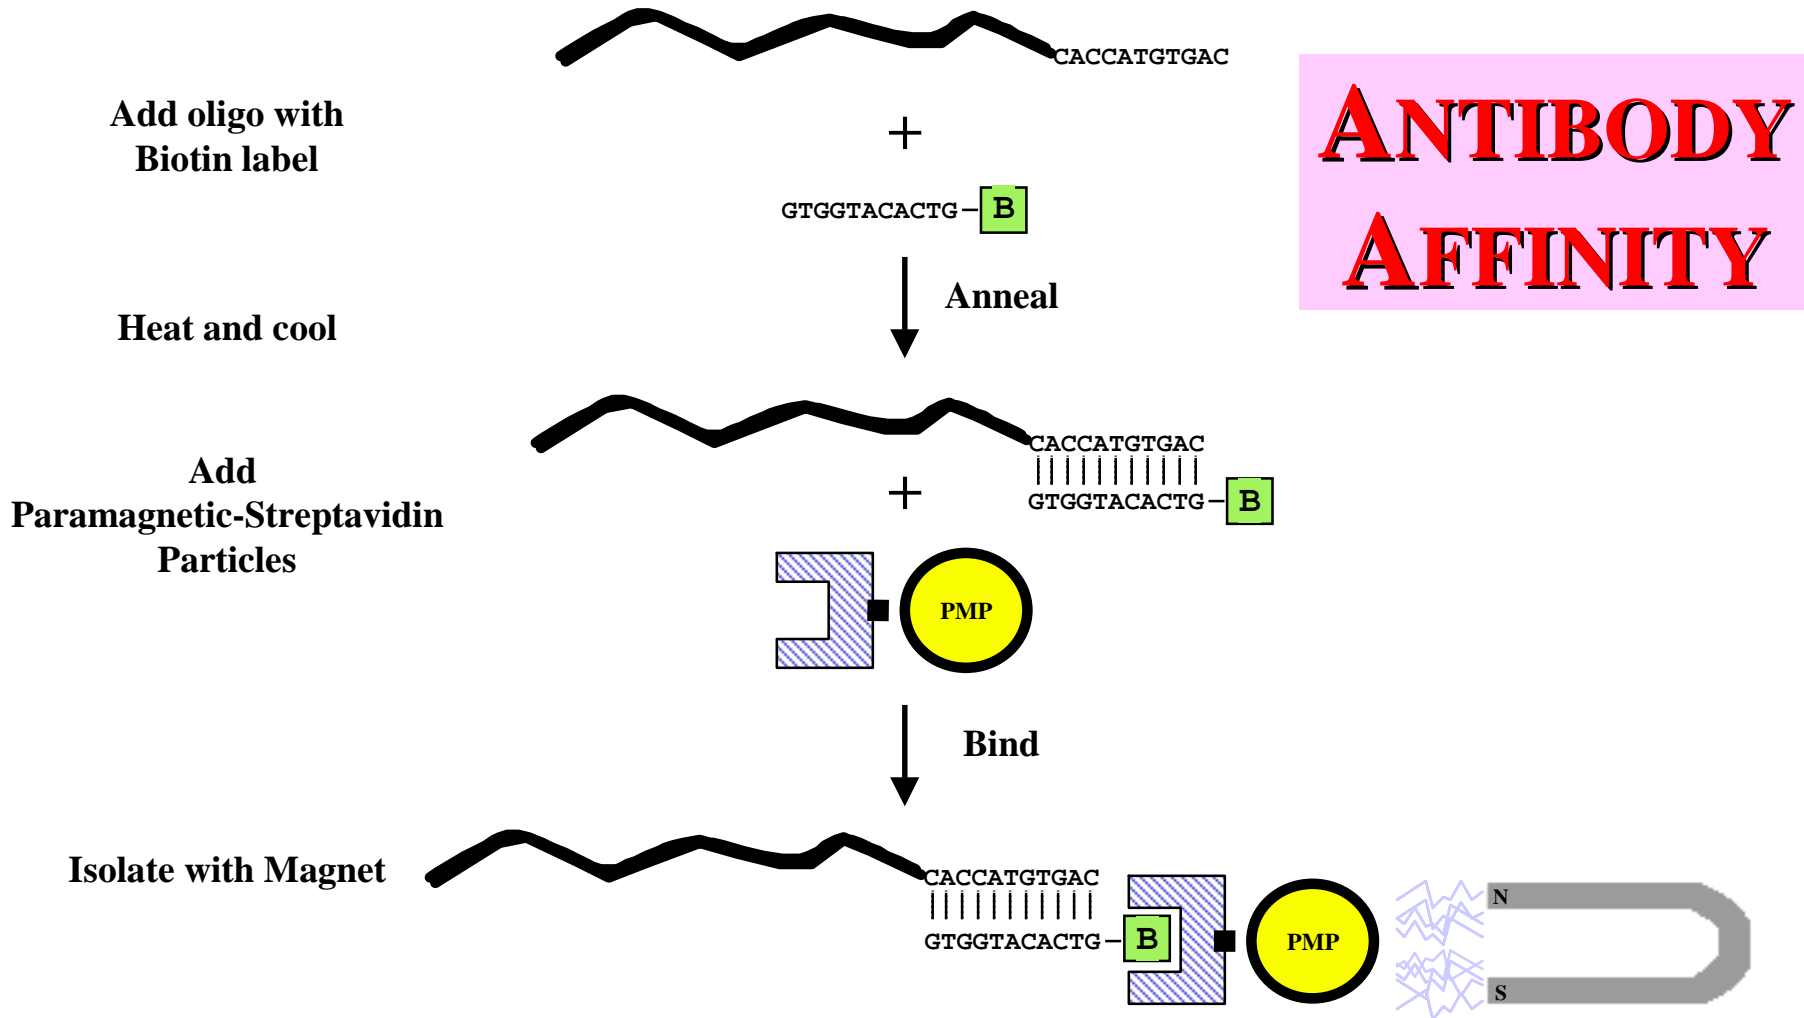 CACCATGTGAC
ANTIBODY
AFFINITY
Add oligo with
Biotin label
+
GTGGTACACTG
B
Anneal
Heat and cool
CACCATGTGAC
GTGGTACACTG
B
Add
Paramagnetic-Streptavidin
Particles
+
PMP
Bind
Isolate with Magnet
CACCATGTGAC
GTGGTACACTG
B
PMP
N
S